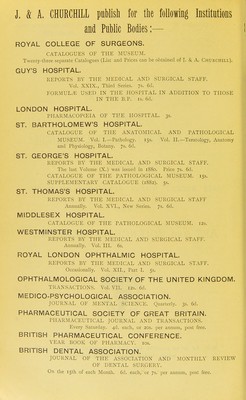 J. & A. CHURCHILL publish for the following Institutions
and Public Bodies:—
ROYAL COLLEGE OF SURGEONS.
CATALOGUES OF THE MUSEUM.
Twenty-three separate Catalogues (List and Prices can be obtained of J. & A. CHURCHILL).
GUY'S HOSPITAL.
REPORTS BY THE MEDICAL AND SURGICAL STAFF.
Vol. XXIX., Third Series. 7s. 6d.
FORMULÆ USED IN THE HOSPITAL IN ADDITION TO THOSE
IN THE B.P. 1s. 6d.
LONDON HOSPITAL.
PHARMACOPŒIA OF THE HOSPITAL. 3s.
ST. BARTHOLOMEW'S HOSPITAL.
CATALOGUE OF THE ANATOMICAL AND PATHOLOGICAL
MUSEUM. Vol. I.—Pathology. 15s. Vol. II.—Teratology, Anatomy
and Physiology, Botany. 7s. 6d.
ST. GEORGE'S HOSPITAL.
REPORTS BY THE MEDICAL AND SURGICAL STAFF.
The last Volume (X.) was issued in 1880. Price 7s. 6d.
CATALOGUE OF THE PATHOLOGICAL MUSEUM. 15s.
SUPPLEMENTARY CATALOGUE (1882). 5s.
ST. THOMAS'S HOSPITAL.
REPORTS BY THE MEDICAL AND SURGICAL STAFF
Annually. Vol. XVI., New Series. 7s. 6d.
MIDDLESEX HOSPITAL.
CATALOGUE OF THE PATHOLOGICAL MUSEUM. 12s.
WESTMINSTER HOSPITAL.
REPORTS BY THE MEDICAL AND SURGICAL STAFF.
Annually. Vol. III. 6s.
ROYAL LONDON OPHTHALMIC HOSPITAL.
REPORTS BY THE MEDICAL AND SURGICAL STAFF.
Occasionally. Vol. XII., Part I. 5s.
OPHTHALMOLOGICAL SOCIETY OF THE UNITED KINGDOM.
TRANSACTIONS. Vol. VII. 12s. 6d.
MEDICO-PSYCHOLOGICAL ASSOCIATION.
JOURNAL OF MENTAL SCIENCE. Quarterly. 3s. 6d.
PHARMACEUTICAL SOCIETY OF GREAT BRITAIN.
PHARMACEUTICAL JOURNAL AND TRANSACTIONS.
Every Saturday. 4d. each, or 20s. per annum, post free.
BRITISH PHARMACEUTICAL CONFERENCE.
YEAR BOOK OF PHARMACY. 10s.
BRITISH DENTAL ASSOCIATION.
JOURNAL OF THE ASSOCIATION AND MONTHLY REVIEW
OF DENTAL SURGERY.
On the 15th of each Month. 6d. each, or 7s. per annum, post free.